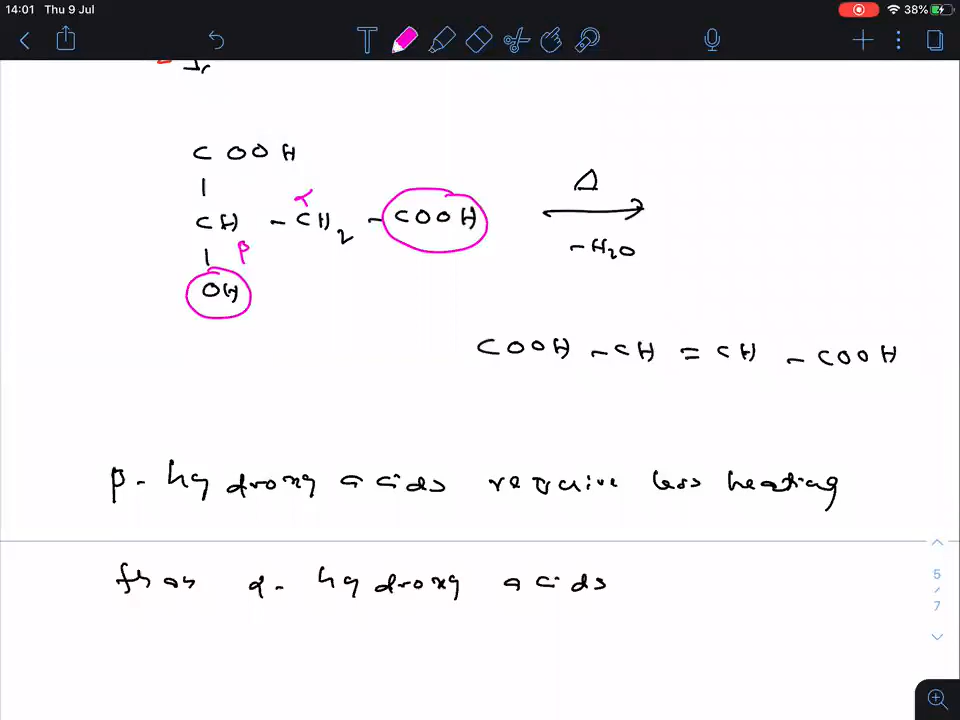 14:01 Thu 9 Jul
38%
T
COOH
|
CH - CH2 - COOH
α
β
|
OH
Δ
-H2O
COOH - CH = CH - COOH
β- hydroxy acids require less heating
than α- hydroxy acids
5
/
7